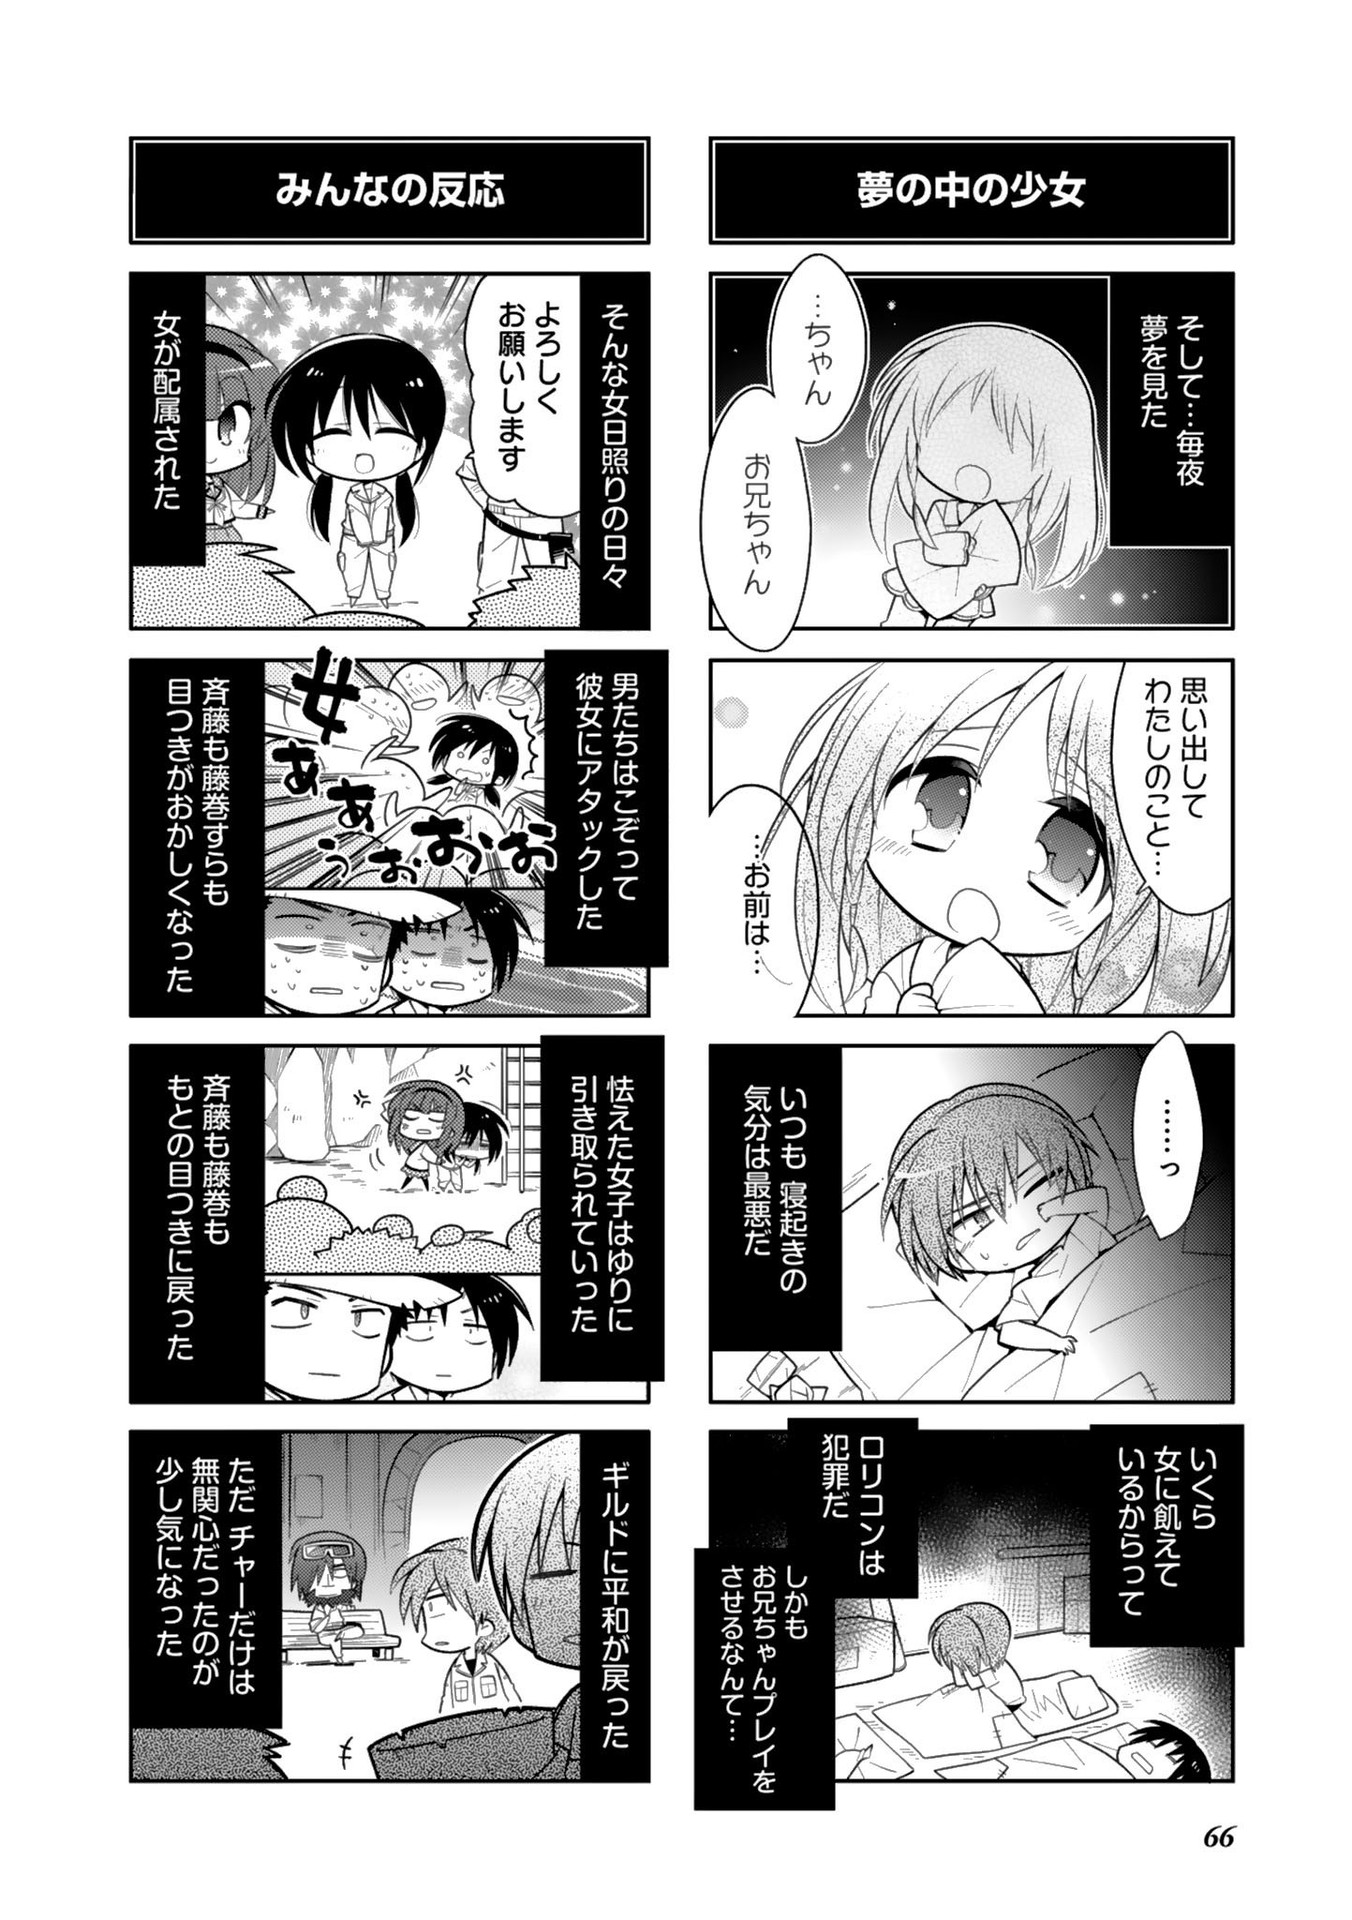 夢の中の少女
そして…毎夜
夢を見た
…ちゃん
お兄ちゃん
思い出して
わたしのこと…
…お前は…
……っ
いつも 寝起きの
気分は最悪だ
いくら
女に飢えて
いるからって
ロリコンは
犯罪だ
しかも
お兄ちゃんプレイを
させるなんて…
みんなの反応
そんな女日照りの日々
よろしく
お願いします
女が配属された
男たちはこぞって
彼女にアタックした
女ぁぁ
うぉぉおぉお
斉藤も藤巻すらも
目つきがおかしくなった
怯えた女子はゆりに
引き取られていった
斉藤も藤巻も
もとの目つきに戻った
ギルドに平和が戻った
ただ チャーだけは
無関心だったのが
少し気になった
66